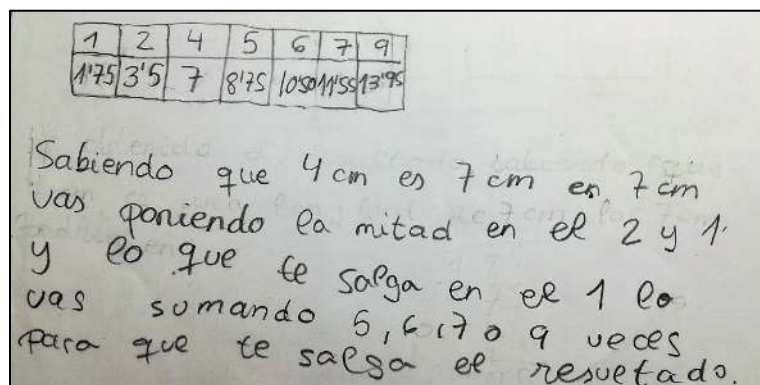 1 2 4 5 6 7 9
1'75 3'5 7 8'75 10'50 11'55 13'95
Sabiendo que 4 cm es 7 cm en 7 cm
vas poniendo la mitad en el 2 y 1.
y lo que te salga en el 1 lo
vas sumando 5, 6, 7 o 9 veces
para que te salga el resultado.